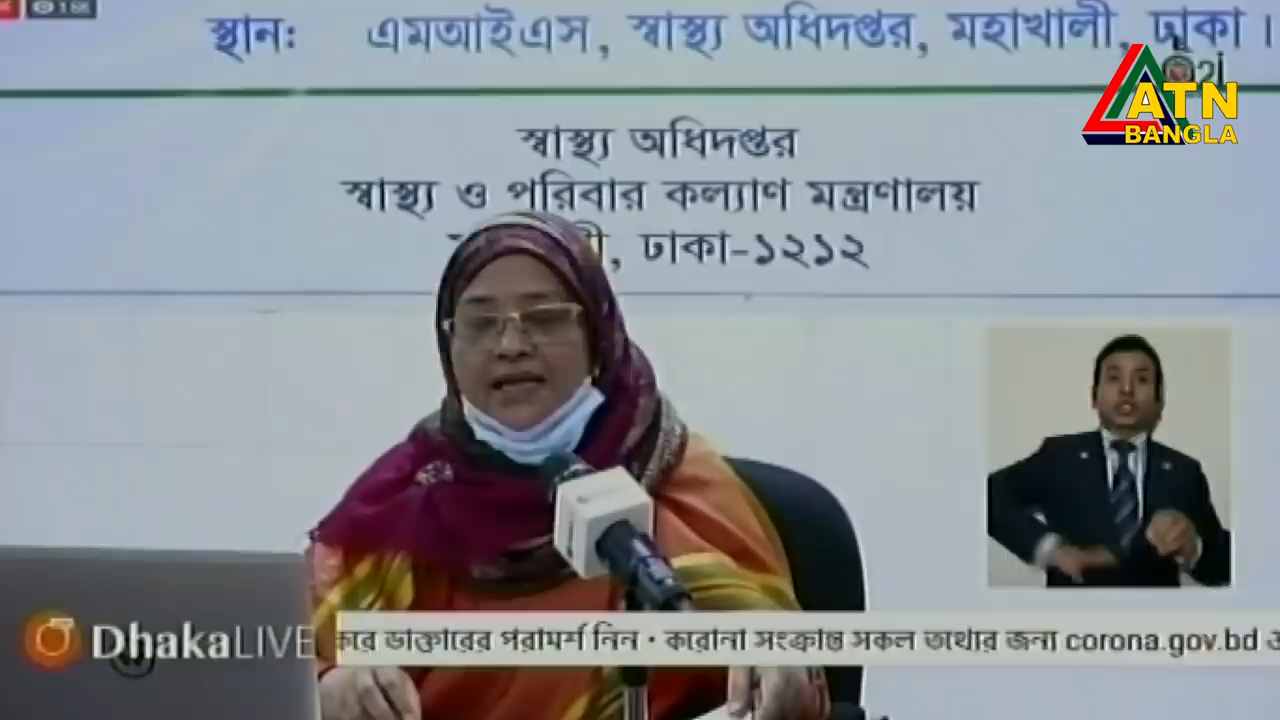 স্থান: এমআইএস, স্বাস্থ্য অধিদপ্তর, মহাখালী, ঢাকা।
ATN
BANGLA
স্বাস্থ্য অধিদপ্তর
স্বাস্থ্য ও পরিবার কল্যাণ মন্ত্রণালয়
ঢাকা-১২১২
DhakaLIVE
করে ডাক্তারের পরামর্শ নিন • করোনা সংক্রান্ত সকল তথ্যের জন্য corona.gov.bd